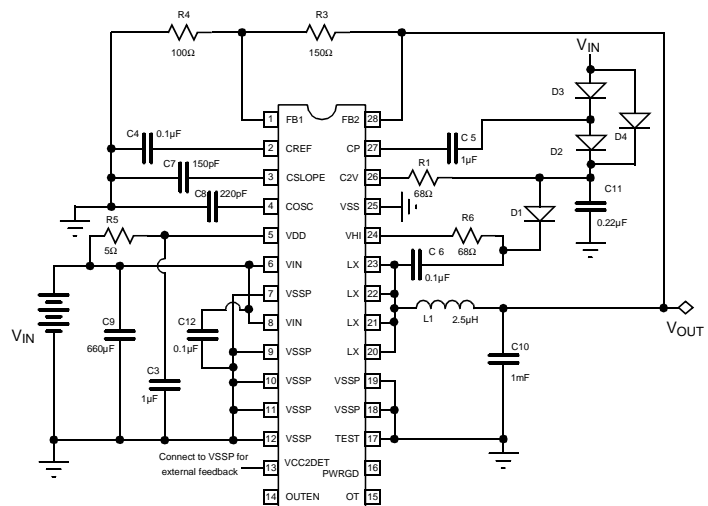 R4
100Ω
R3
150Ω
VIN
D3
D4
D2
C4 0.1µF
C7 150pF
C8 220pF
R5
5Ω
C 5
1µF
R1
68Ω
D1
C11
0.22µF
R6
68Ω
C 6
0.1µF
L1 2.5µH
VOUT
C10
1mF
VIN
C9
660µF
C12
0.1µF
C3
1µF
Connect to VSSP for
external feedback
1 FB1 FB2 28
2 CREF CP 27
3 CSLOPE C2V 26
4 COSC VSS 25
5 VDD VHI 24
6 VIN LX 23
7 VSSP LX 22
8 VIN LX 21
9 VSSP LX 20
10 VSSP VSSP 19
11 VSSP VSSP 18
12 VSSP TEST 17
13 VCC2DET PWRGD 16
14 OUTEN OT 15